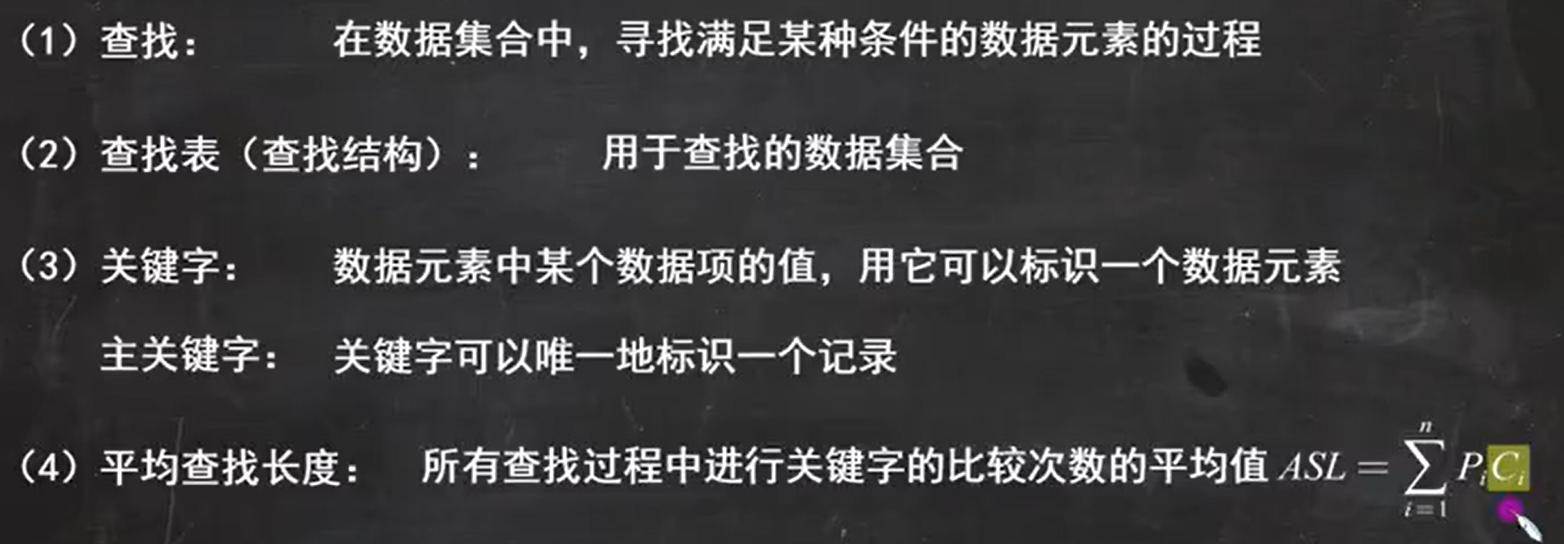 （1）查找： 在数据集合中，寻找满足某种条件的数据元素的过程
（2）查找表（查找结构）： 用于查找的数据集合
（3）关键字： 数据元素中某个数据项的值，用它可以标识一个数据元素
主关键字： 关键字可以唯一地标识一个记录
（4）平均查找长度： 所有查找过程中进行关键字的比较次数的平均值 ASL = \sum_{i=1}^{n} P_i C_i